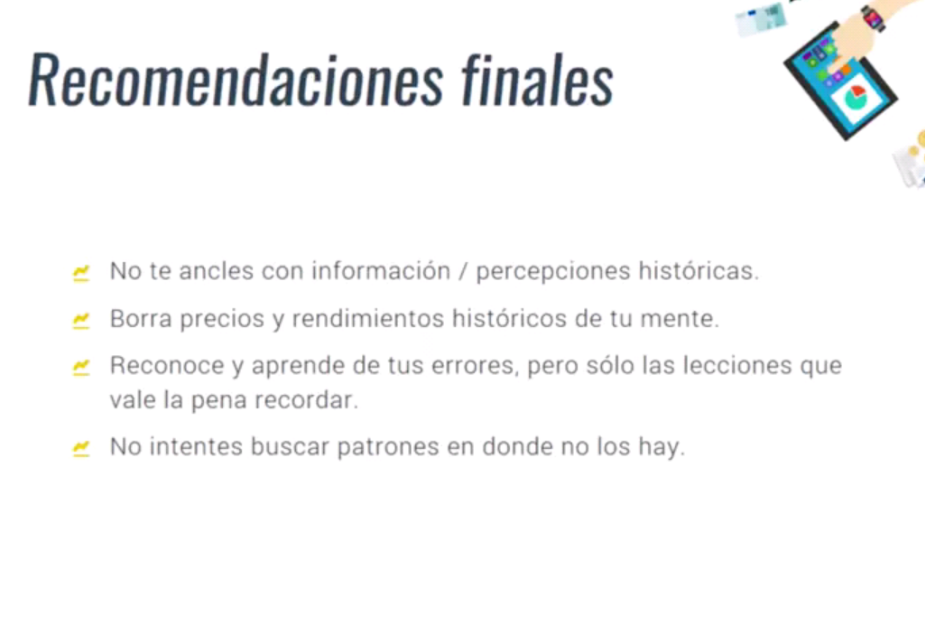 Recomendaciones finales
No te ancles con información / percepciones históricas.
Borra precios y rendimientos históricos de tu mente.
Reconoce y aprende de tus errores, pero sólo las lecciones que
vale la pena recordar.
No intentes buscar patrones en donde no los hay.